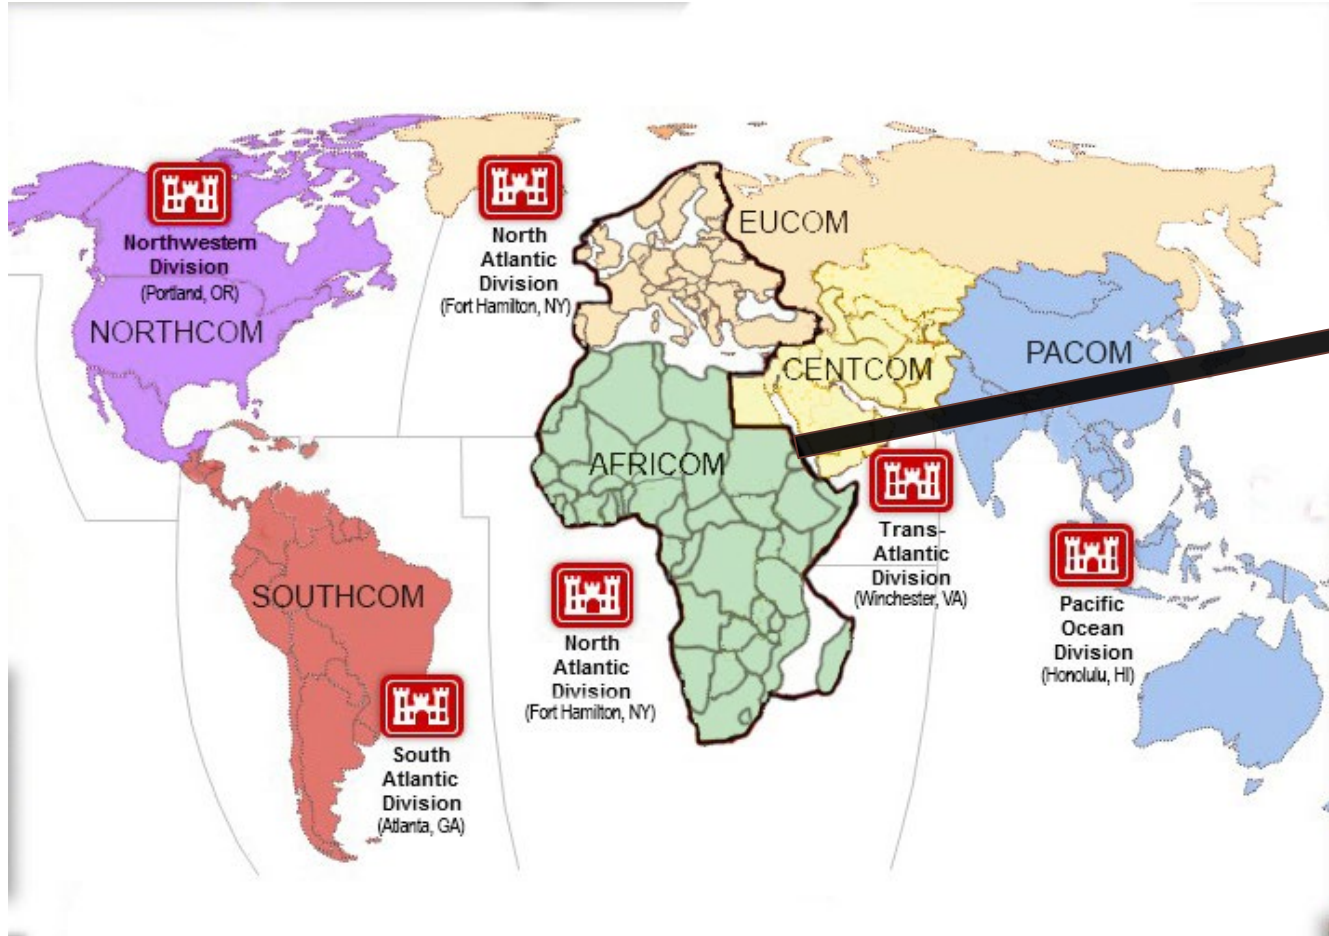 Northwestern
Division
(Portland, OR)
NORTHCOM
North
Atlantic
Division
(Fort Hamilton, NY)
EUCOM
CENTCOM
PACOM
AFRICOM
SOUTHCOM
Trans-
Atlantic
Division
(Winchester, VA)
Pacific
Ocean
Division
(Honolulu, HI)
North
Atlantic
Division
(Fort Hamilton, NY)
South
Atlantic
Division
(Atlanta, GA)